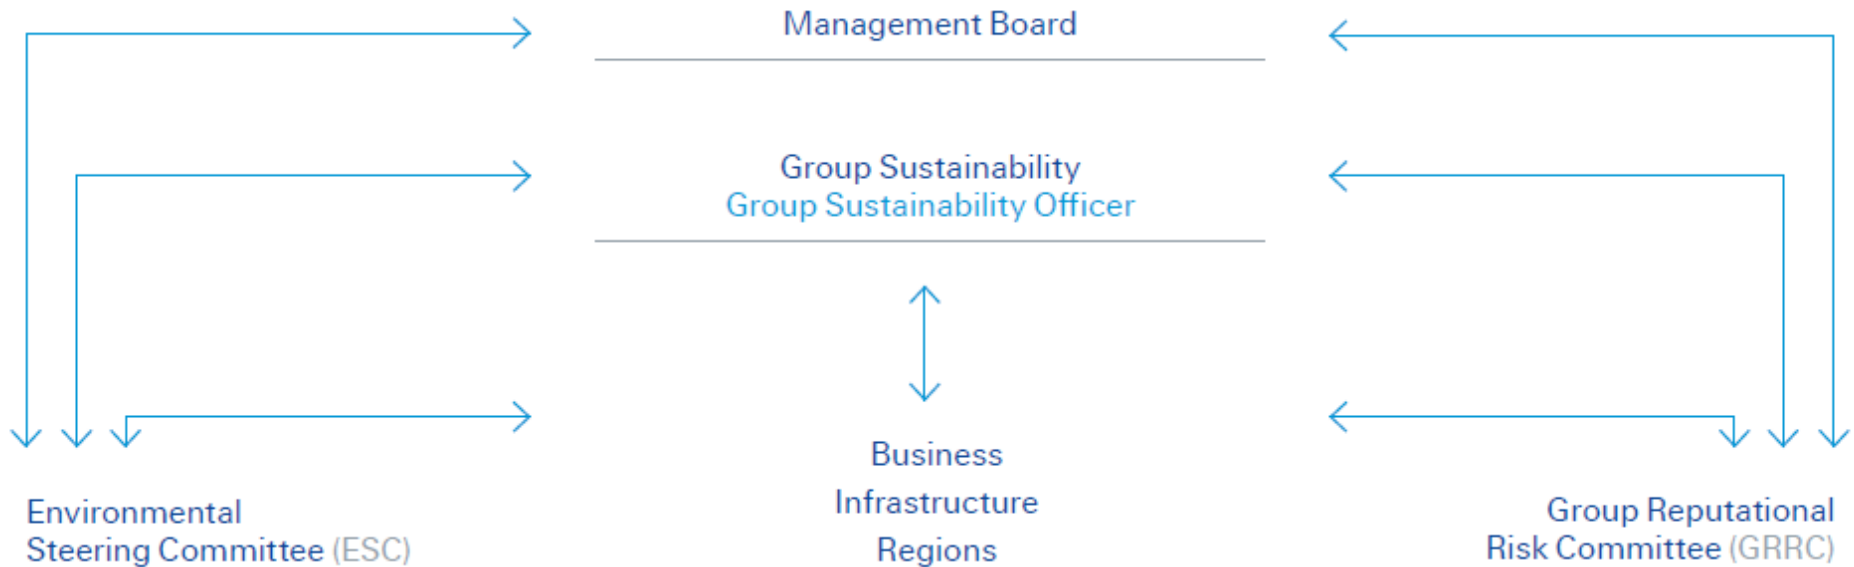 Management Board
Group Sustainability
Group Sustainability Officer
Business
Infrastructure
Regions
Environmental
Steering Committee (ESC)
Group Reputational
Risk Committee (GRRC)